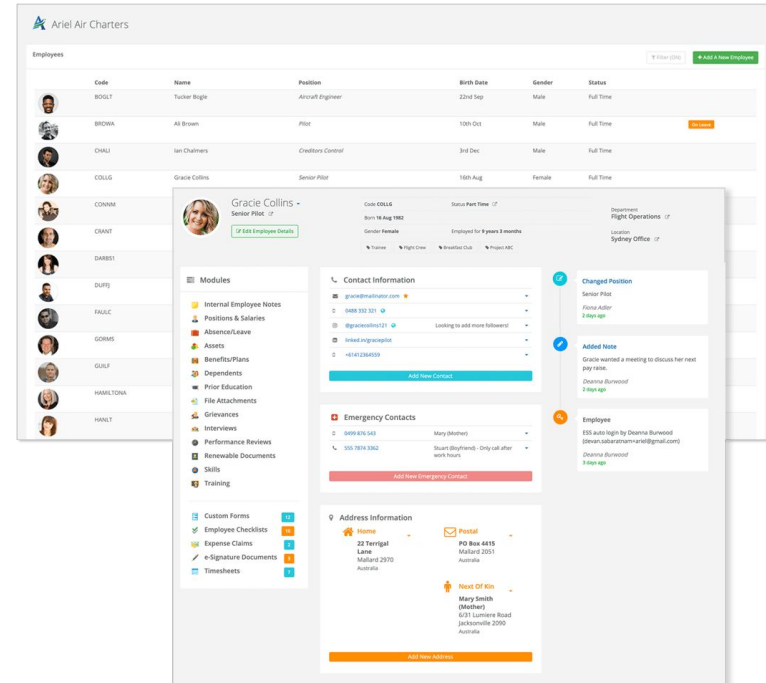 Ariel Air Charters
Employees
Filter (ON)
+ Add A New Employee
Code Name Position Birth Date Gender Status
BOGLT Tucker Bogle Aircraft Engineer 22nd Sep Male Full Time
BROWA Ali Brown Pilot 10th Oct Male Full Time On Leave
CHALI Ian Chalmers Creditors Control 3rd Dec Male Full Time
COLLG Gracie Collins Senior Pilot 16th Aug Female Full Time
CONNM
CRANT
DARBS1
DUFFJ
FAULC
GORMS
GUILF
HAMILTONA
HANLT
Gracie Collins
Senior Pilot
Edit Employee Details
Code COLLG Status Part Time
Born 16 Aug 1982
Gender Female Employed for 9 years 3 months
Trainee Flight Crew Breakfast Club Project ABC
Department
Flight Operations
Location
Sydney Office
Modules
Internal Employee Notes
Positions & Salaries
Absence/Leave
Assets
Benefits/Plans
Dependents
Prior Education
File Attachments
Grievances
Interviews
Performance Reviews
Renewable Documents
Skills
Training
Custom Forms 12
Employee Checklists
Expense Claims
e-Signature Documents
Timesheets
Contact Information
gracie@mailinator.com
0488 332 321
@graciecollins121 Looking to add more followers!
linked.in/graciepilot
+61412364559
Add New Contact
Emergency Contacts
0499 876 543 Mary (Mother)
555 7874 3362 Stuart (Boyfriend) - Only call after
work hours
Add New Emergency Contact
Address Information
Home
22 Terrigal
Lane
Mallard 2970
Australia
Postal
PO Box 4415
Mallard 2051
Australia
Next Of Kin
Mary Smith
(Mother)
6/31 Lumiere Road
Jacksonville 2090
Australia
Add New Address
Changed Position
Senior Pilot
Fiona Adler
2 days ago
Added Note
Gracie wanted a meeting to discuss her next
pay raise.
Deanna Burwood
2 days ago
Employee
ESS auto login by Deanna Burwood
(devan.sabaratnam+ariel@gmail.com)
Deanna Burwood
3 days ago